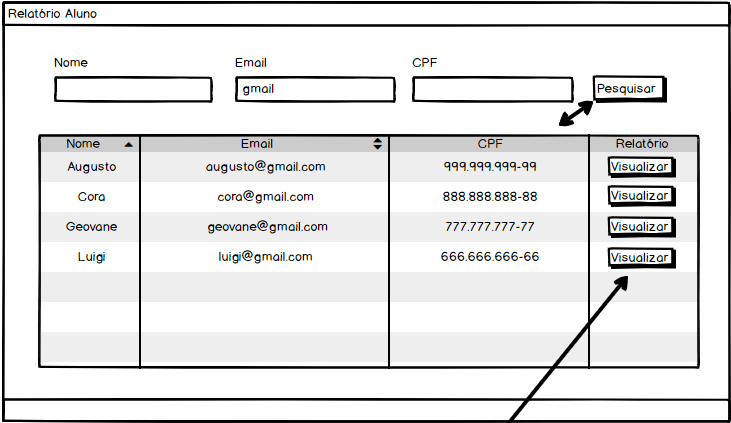 Relatório Aluno
Nome Email CPF
gmail Pesquisar
Nome Email CPF Relatório
Augusto augusto@gmail.com 999.999.999-99 Visualizar
Cora cora@gmail.com 888.888.888-88 Visualizar
Geovane geovane@gmail.com 777.777.777-77 Visualizar
Luigi luigi@gmail.com 666.666.666-66 Visualizar